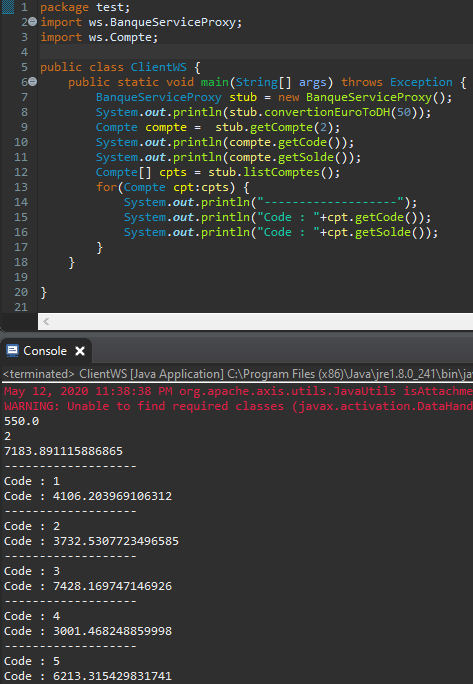 1 package test;
2 import ws.BanqueServiceProxy;
3 import ws.Compte;
4
5 public class ClientWS {
6 public static void main(String[] args) throws Exception {
7 BanqueServiceProxy stub = new BanqueServiceProxy();
8 System.out.println(stub.convertionEuroToDH(50));
9 Compte compte =  stub.getCompte(2);
10 System.out.println(compte.getCode());
11 System.out.println(compte.getSolde());
12 Compte[] cpts = stub.listComptes();
13 for(Compte cpt:cpts) {
14 System.out.println("-------------------");
15 System.out.println("Code : "+cpt.getCode());
16 System.out.println("Code : "+cpt.getSolde());
17 }
18 }
19
20 }
21
Console
<terminated> ClientWS [Java Application] C:\Program Files (x86)\Java\jre1.8.0_241\bin\ja
May 12, 2020 11:38:38 PM org.apache.axis.utils.JavaUtils isAttachme
WARNING: Unable to find required classes (javax.activation.DataHand
550.0
2
7183.891115886865
-------------------
Code : 1
Code : 4106.203969106312
-------------------
Code : 2
Code : 3732.5307723496585
-------------------
Code : 3
Code : 7428.169747146926
-------------------
Code : 4
Code : 3001.468248859998
-------------------
Code : 5
Code : 6213.315429831741